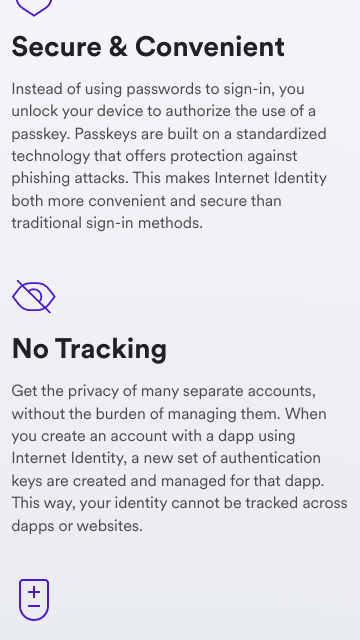 Secure & Convenient
Instead of using passwords to sign-in, you
unlock your device to authorize the use of a
passkey. Passkeys are built on a standardized
technology that offers protection against
phishing attacks. This makes Internet Identity
both more convenient and secure than
traditional sign-in methods.
No Tracking
Get the privacy of many separate accounts,
without the burden of managing them. When
you create an account with a dapp using
Internet Identity, a new set of authentication
keys are created and managed for that dapp.
This way, your identity cannot be tracked across
dapps or websites.